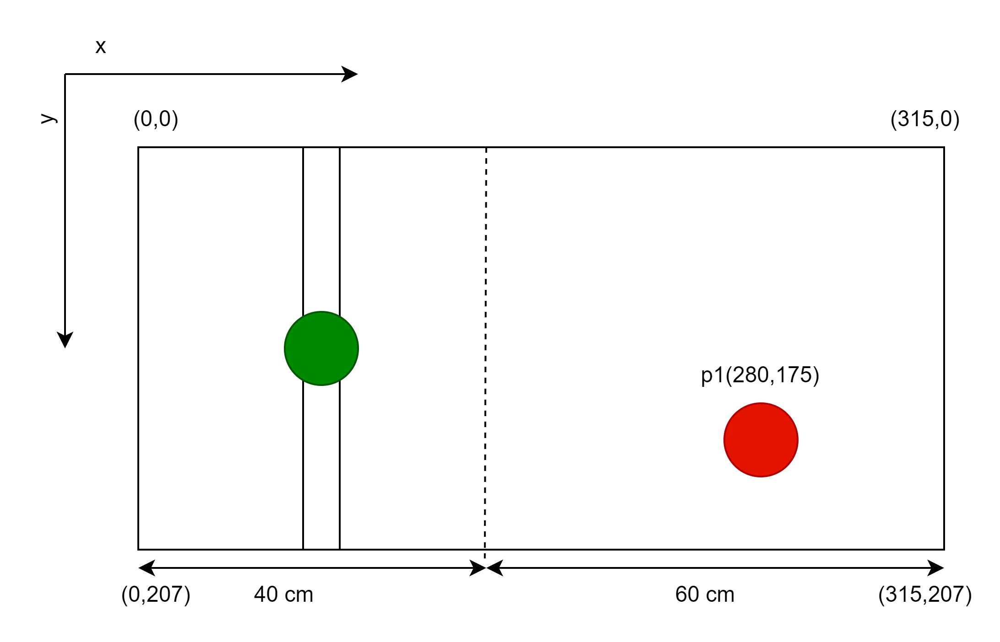 x
y
(0,0)
(315,0)
p1(280,175)
(0,207)
40 cm
60 cm
(315,207)